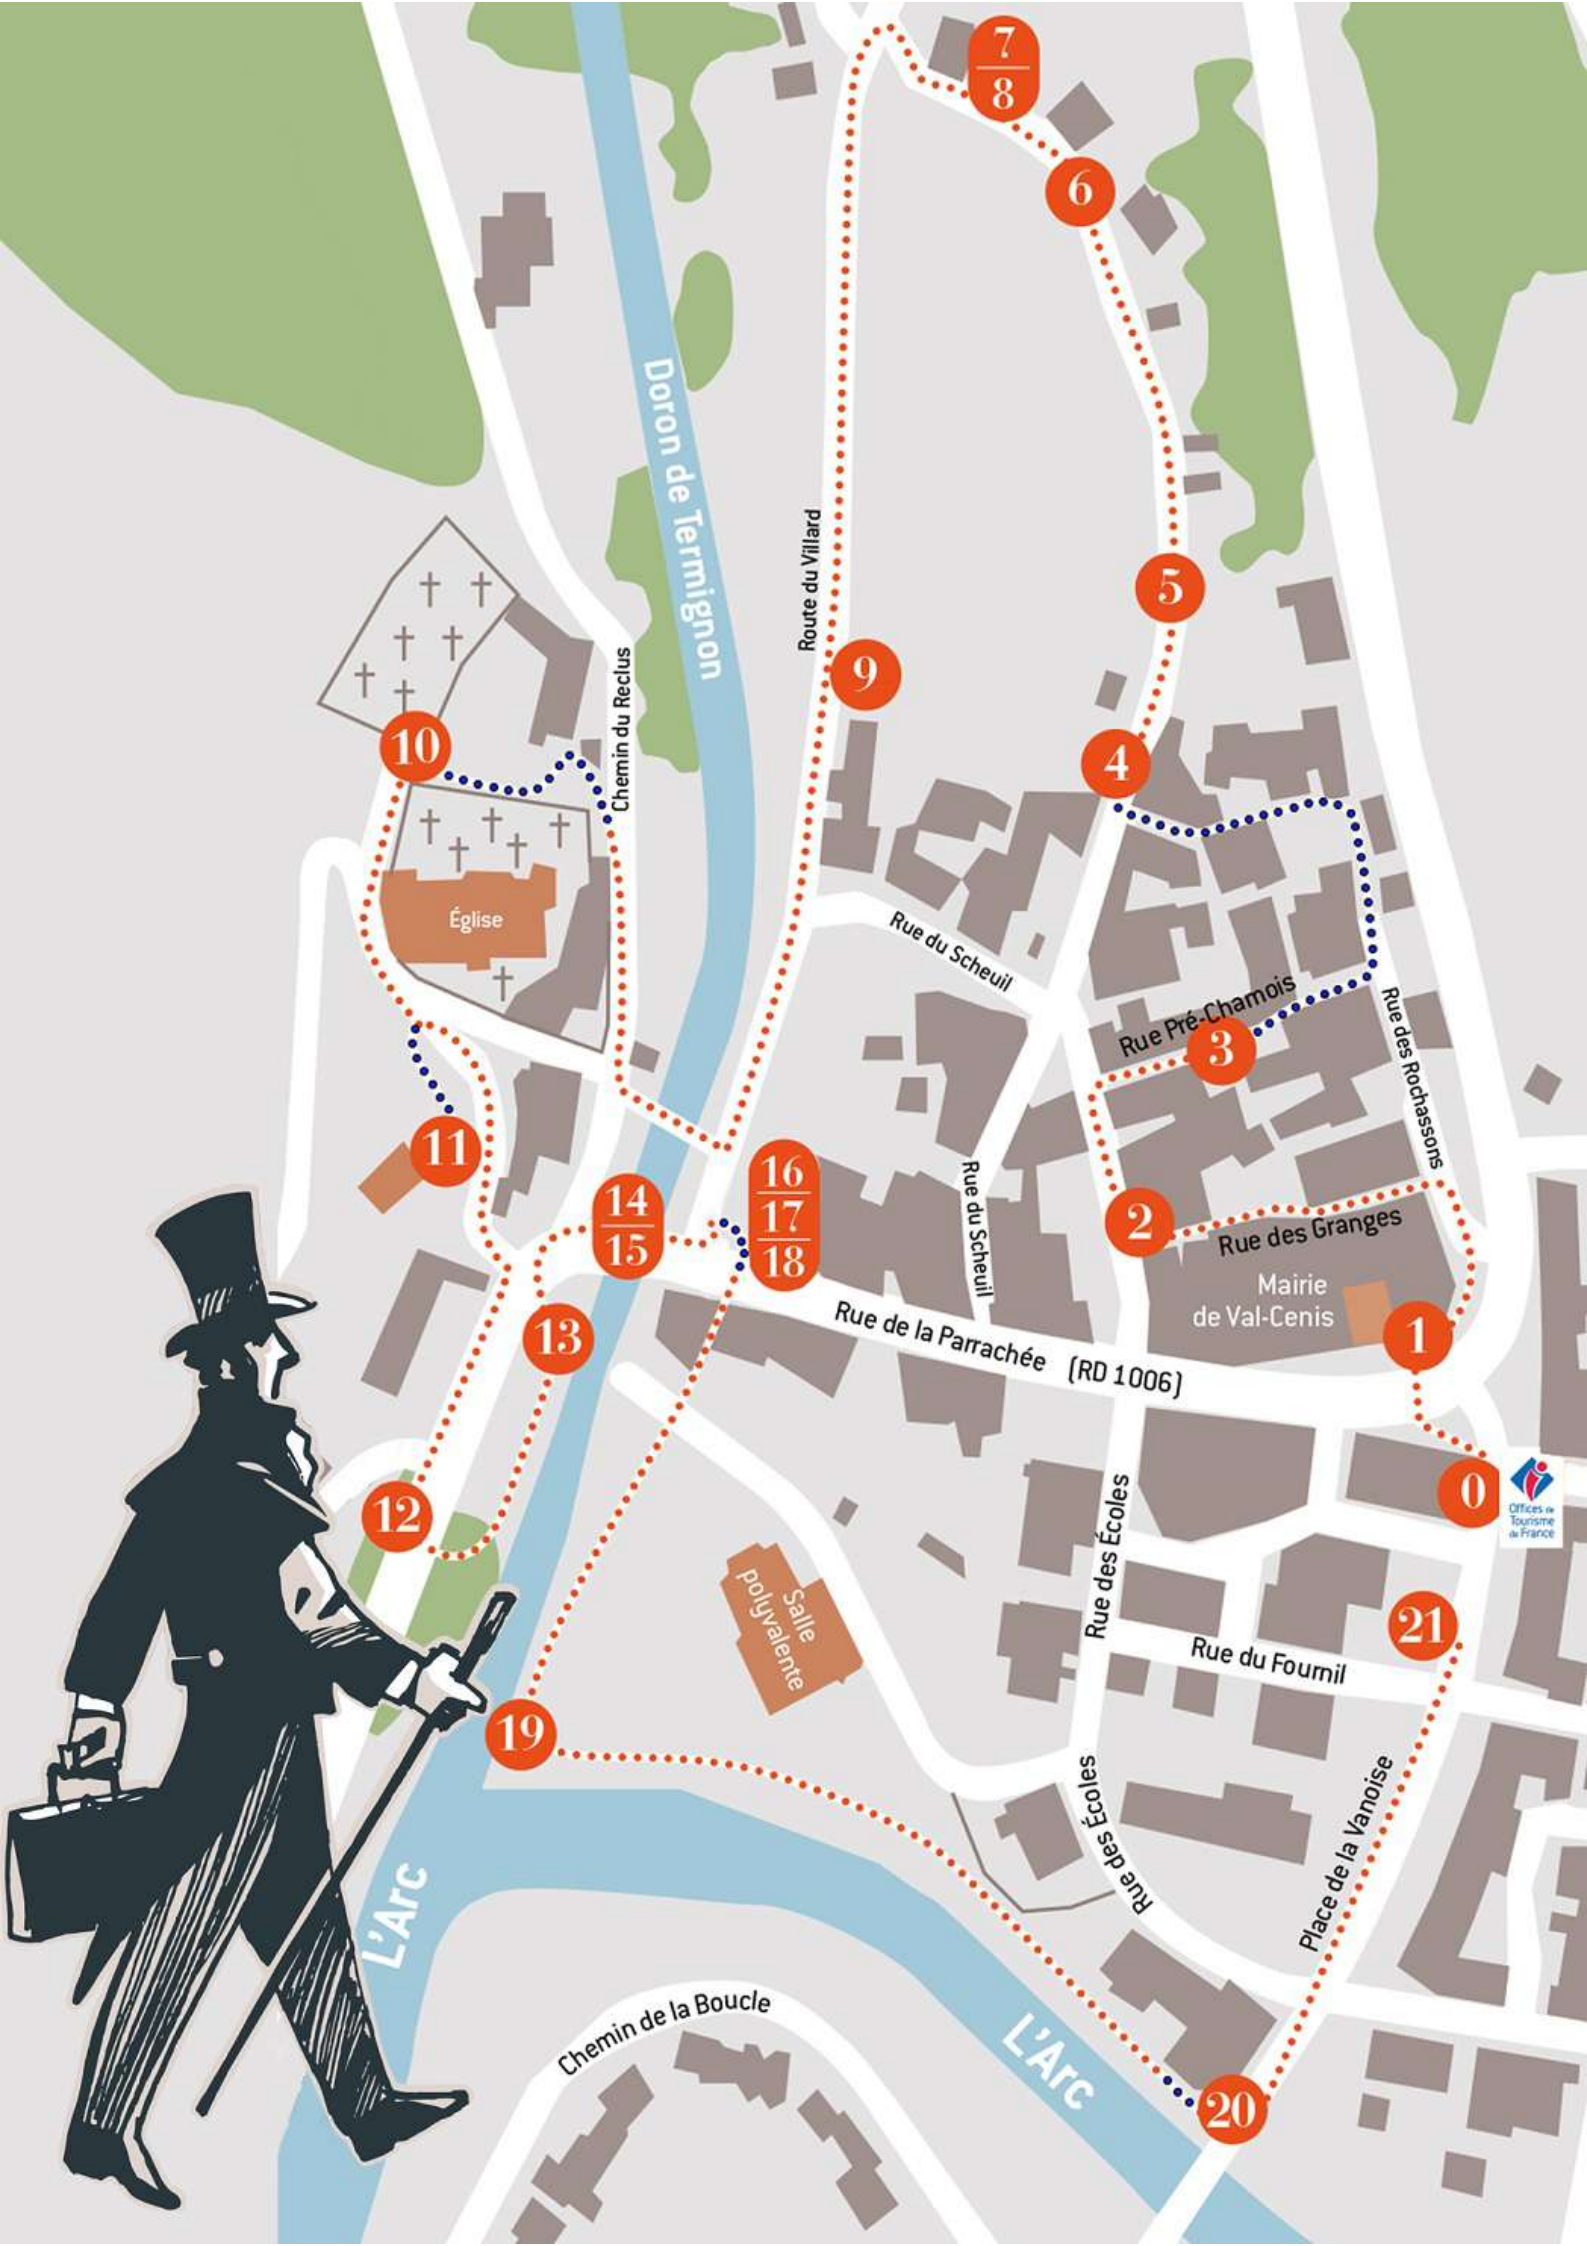 7
8
6
Doron de Termignon
Route du Villard
5
9
Chemin du Reclus
4
10
Église
Rue du Scheuil
Rue Pré-Chamois
3
Rue des Rochassons
11
Rue du Scheuil
16
17
18
14
15
2
Rue des Granges
Mairie
de Val-Cenis
1
13
Rue de la Parrachée (RD 1006)
0
Offices de
Tourisme
de France
12
Rue des Écoles
Salle
polyvalente
21
Rue du Fournil
19
Rue des Écoles
Place de la Vanoise
L'Arc
Chemin de la Boucle
L'Arc
20